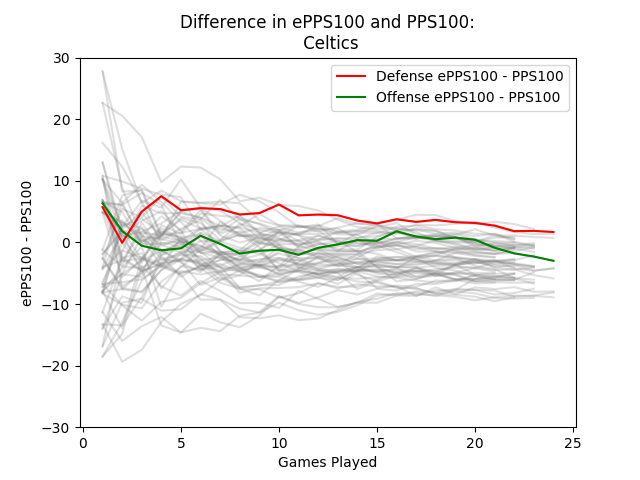 Difference in ePPS100 and PPS100:
Celtics
Defense ePPS100 - PPS100
Offense ePPS100 - PPS100
ePPS100 - PPS100
30
20
10
0
−10
−20
−30
0
5
10
15
20
25
Games Played